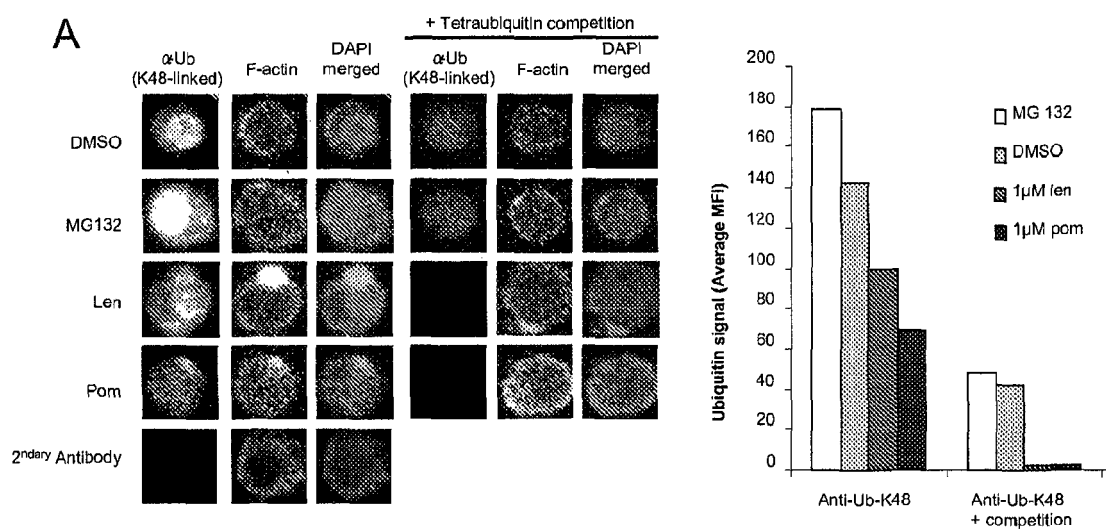 A
+ Tetraubiquitin competition
α-Ub
(K48-linked)
F-actin
DAPI
merged
α-Ub
(K48-linked)
F-actin
DAPI
merged
DMSO
MG132
Len
Pom
2ndary Antibody
Ubiquitin signal (Average MFI)
200
180
160
140
120
100
80
60
40
20
0
MG 132
DMSO
1µM len
1µM pom
Anti-Ub-K48
Anti-Ub-K48
+ competition